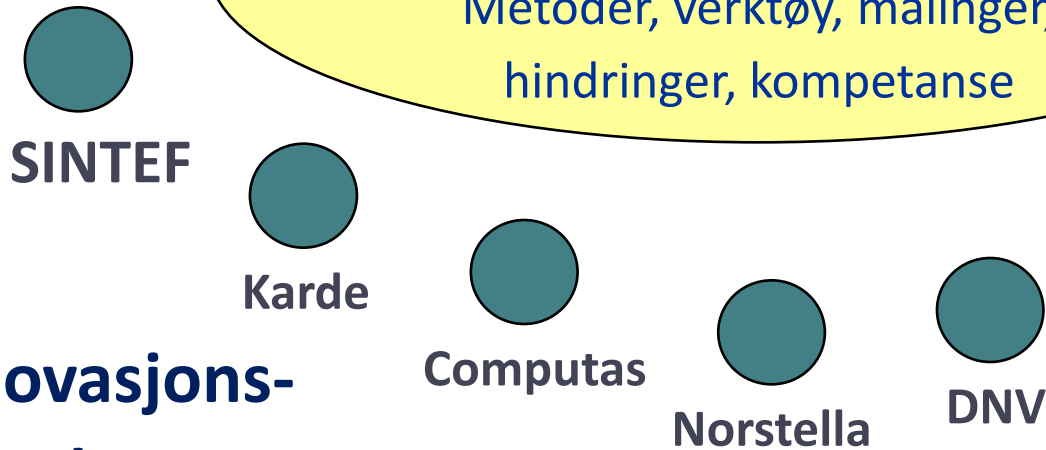 Metoder, verktøy, målinger,
hindringer, kompetanse
SINTEF
Karde
Computas
Norstella
DNV
ovasjons-